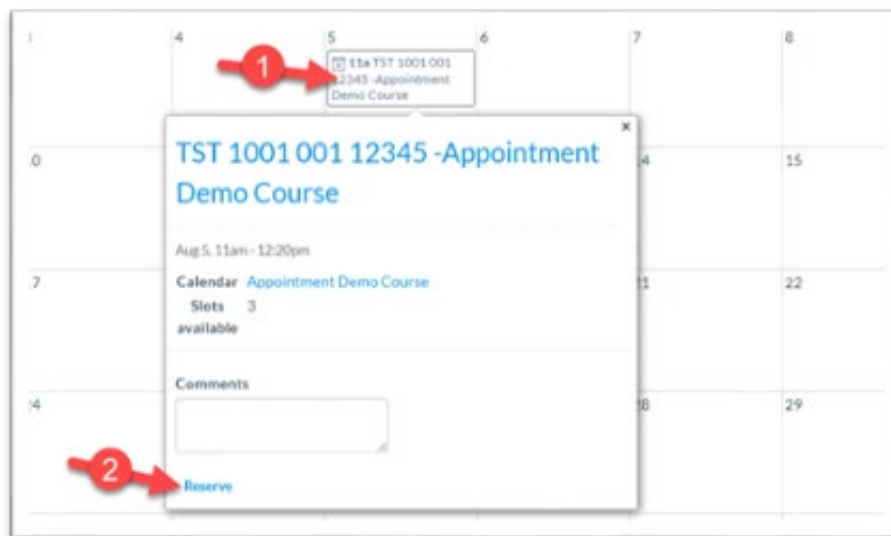 4 5 6 7 8
1
11a TST 1001 001
12345 -Appointment
Demo Course
×
TST 1001 001 12345 -Appointment
Demo Course
Aug 5, 11am - 12:20pm
Calendar Appointment Demo Course
Slots 3
available
Comments
2
Reserve
15
22
29